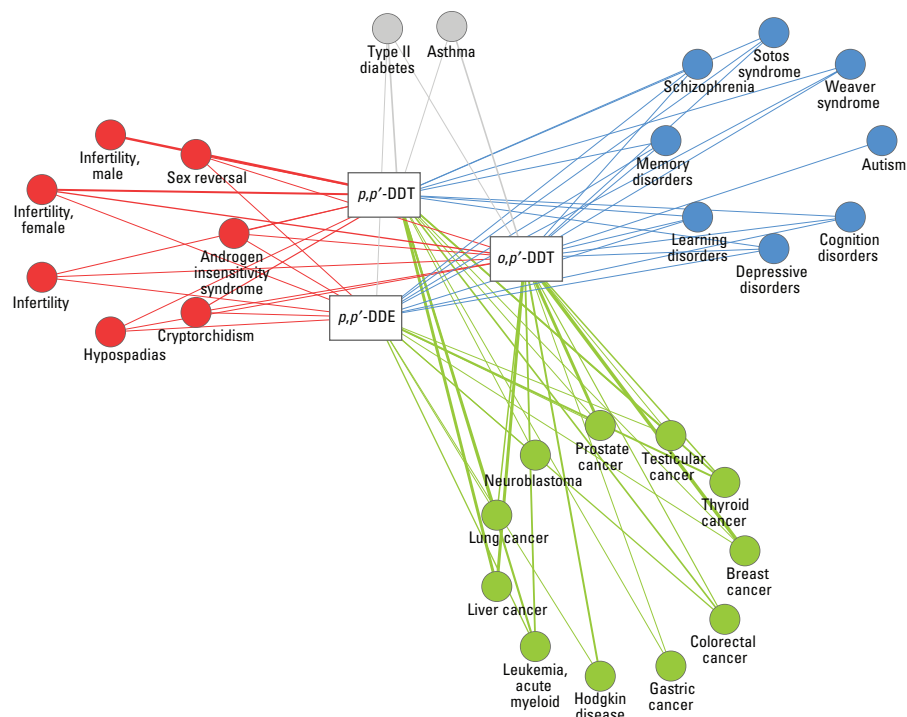 Type II
diabetes
Asthma
Sotos
syndrome
Schizophrenia
Weaver
syndrome
Infertility,
male
Sex reversal
Memory
disorders
Autism
p,p′-DDT
Infertility,
female
Androgen
insensitivity
syndrome
o,p′-DDT
Learning
disorders
Cognition
disorders
Depressive
disorders
Infertility
p,p′-DDE
Cryptorchidism
Hypospadias
Prostate
cancer
Testicular
cancer
Neuroblastoma
Thyroid
cancer
Lung cancer
Breast
cancer
Liver cancer
Colorectal
cancer
Leukemia,
acute
myeloid
Gastric
cancer
Hodgkin
disease